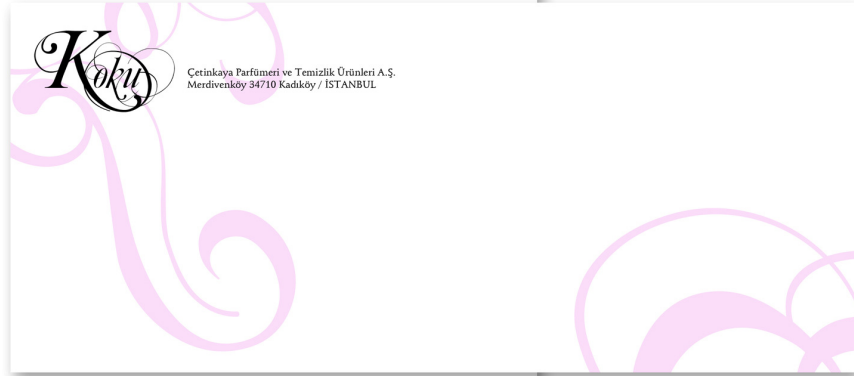 Koku
Çetinkaya Parfümeri ve Temizlik Ürünleri A.Ş.
Merdivenköy 34710 Kadıköy / İSTANBUL